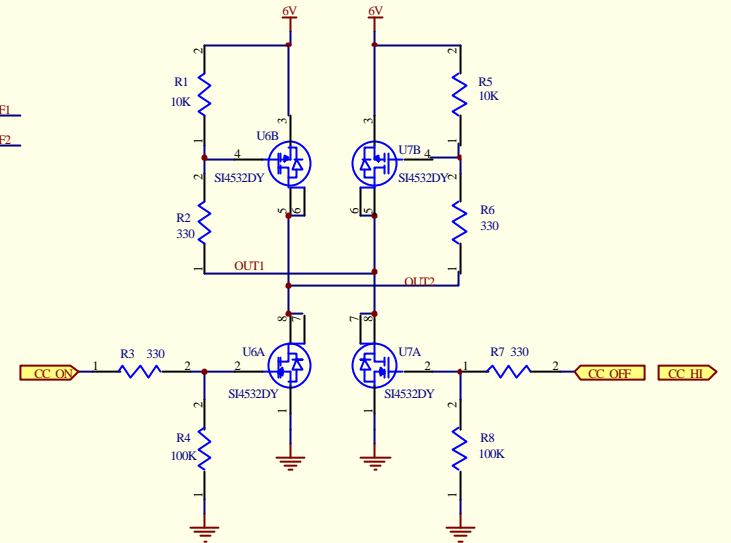 6V 6V
2 2
R1 R5
10K 10K
F1
3 3
1 1
U6B U7B
F2
4 4
SI4532DY SI4532DY
2 2
R2 R6
330 330
5 6 6 5
1 1
OUT1
OUT2
8 7 7 8
R3 330 U6A U7A R7 330
CC_ON 1 2 2 2 1 2 CC_OFF CC_HI
SI4532DY SI4532DY
2 1 1 2
R4 R8
100K 100K
1 1